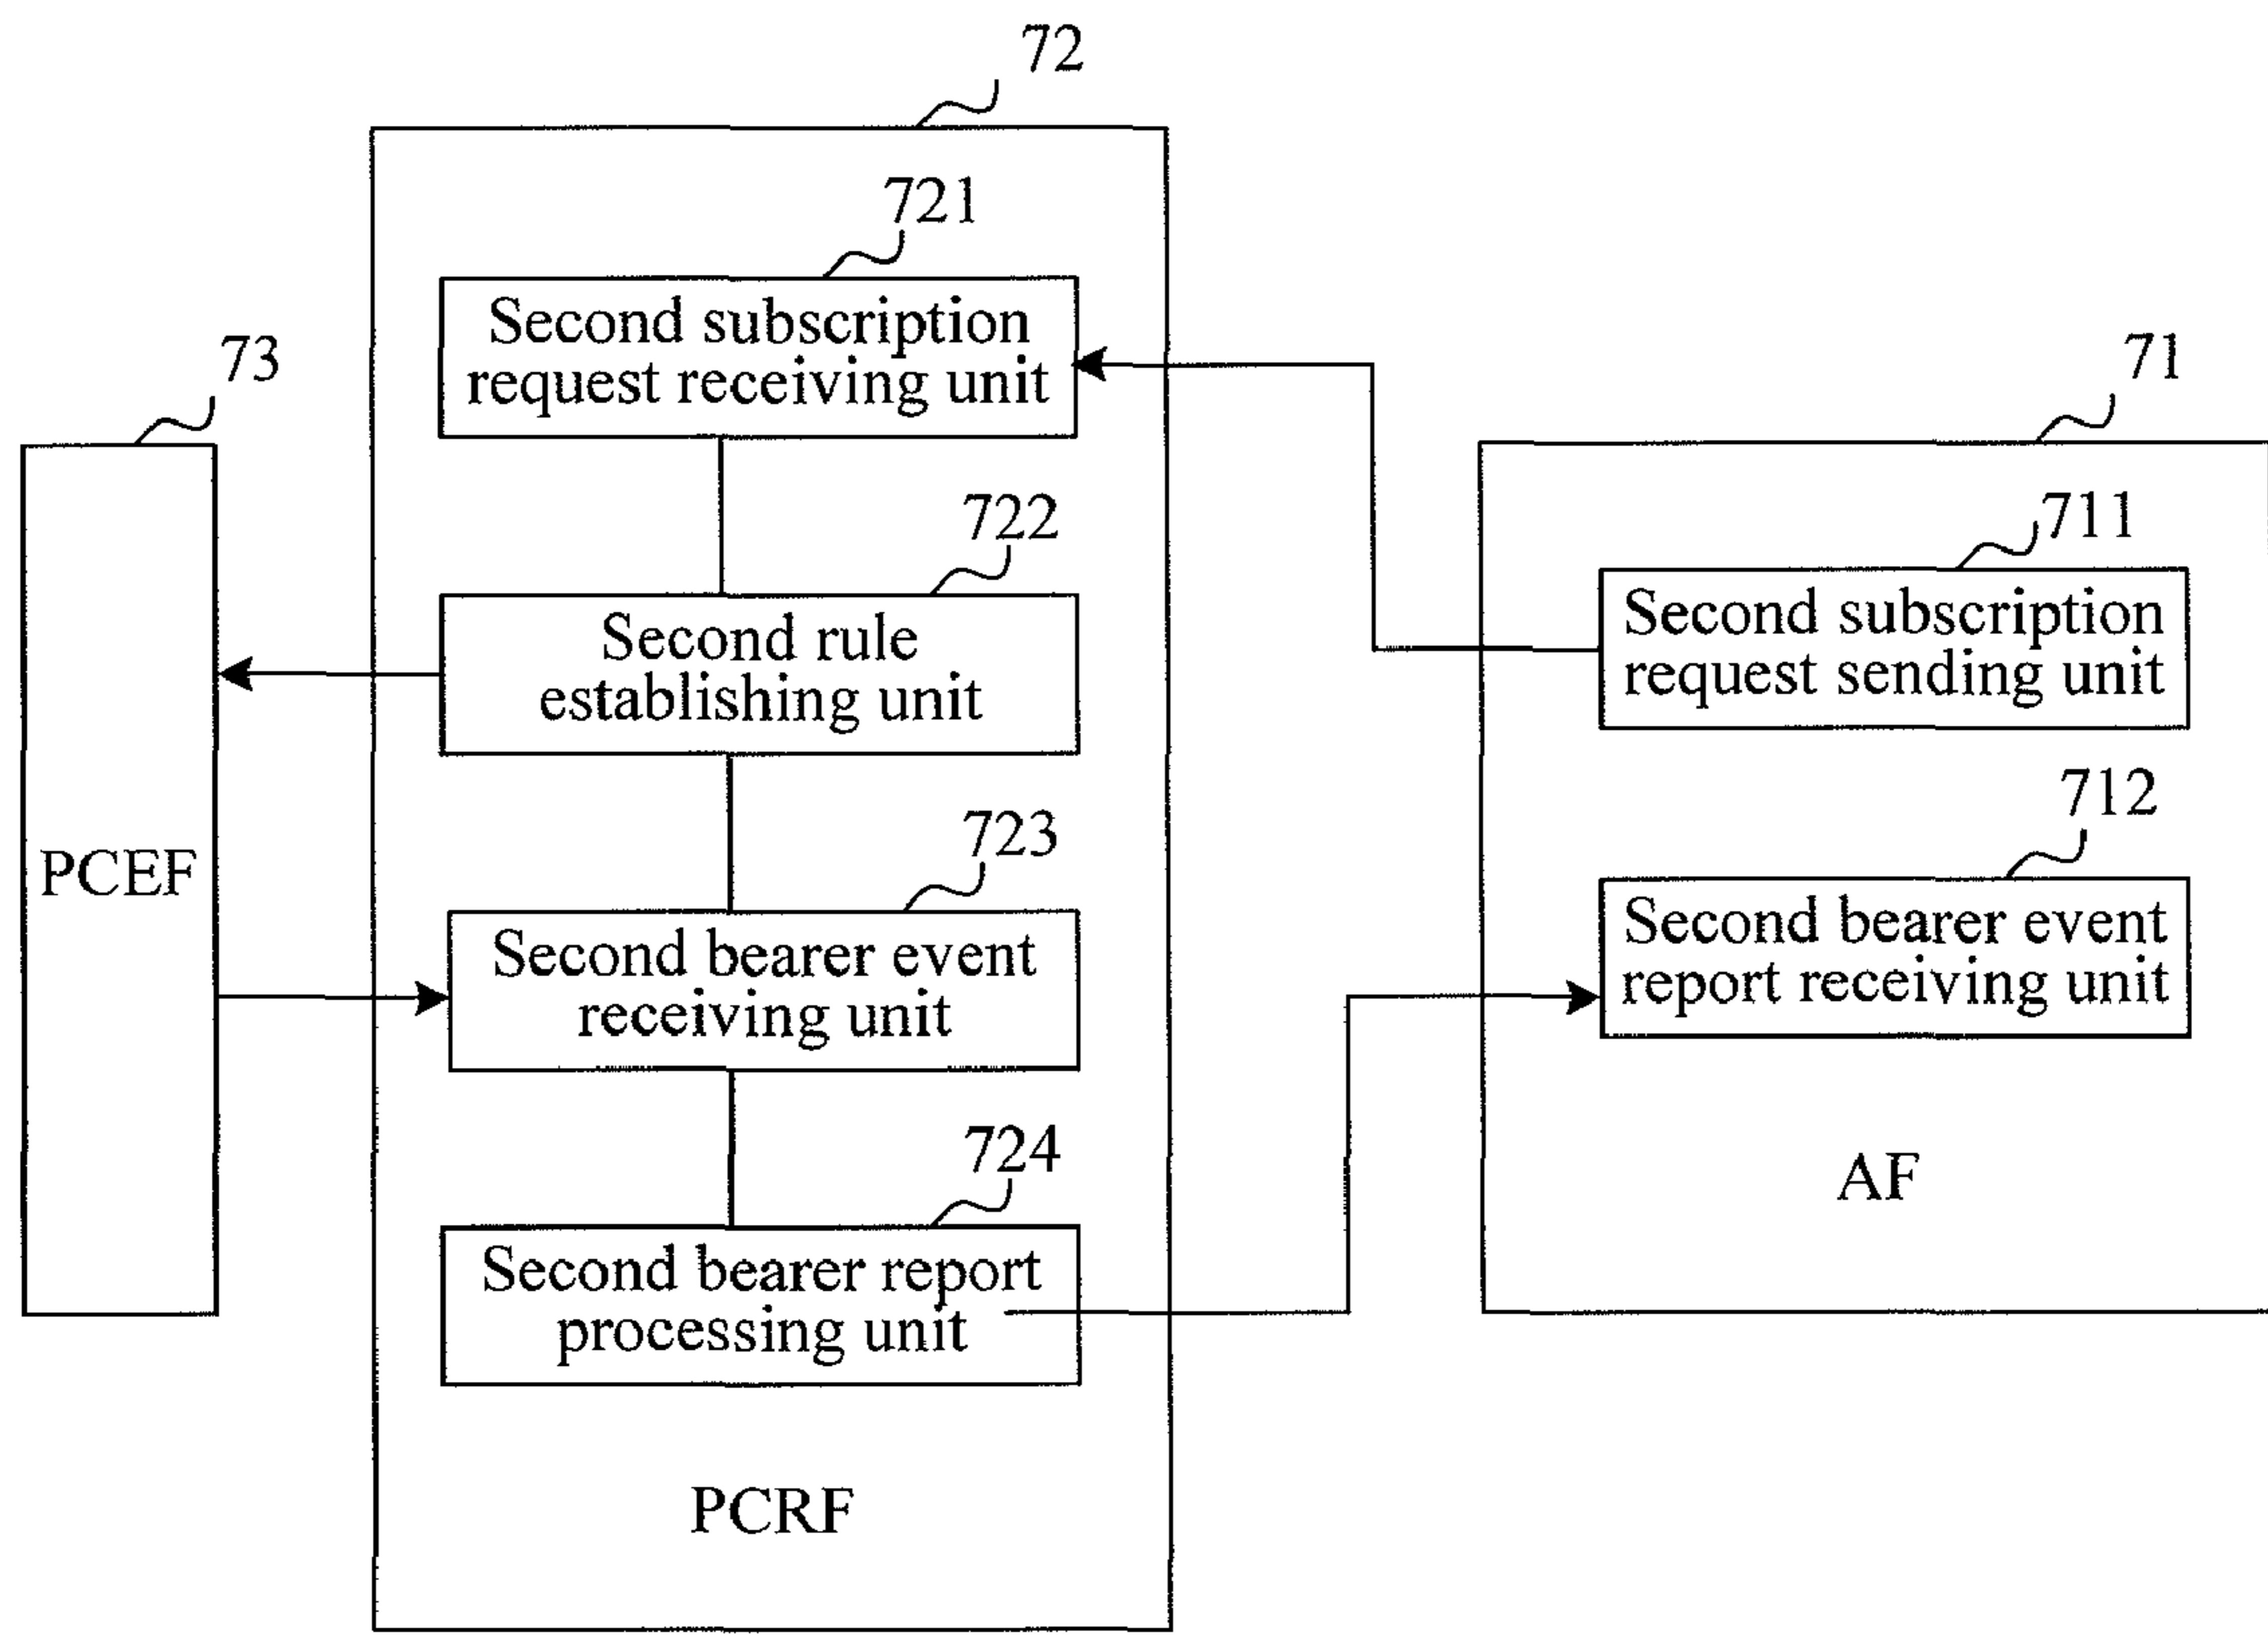 72
721
Second subscription
request receiving unit
73
71
722
Second rule
establishing unit
711
Second subscription
request sending unit
723
Second bearer event
receiving unit
712
Second bearer event
report receiving unit
PCEF
724
Second bearer report
processing unit
AF
PCRF